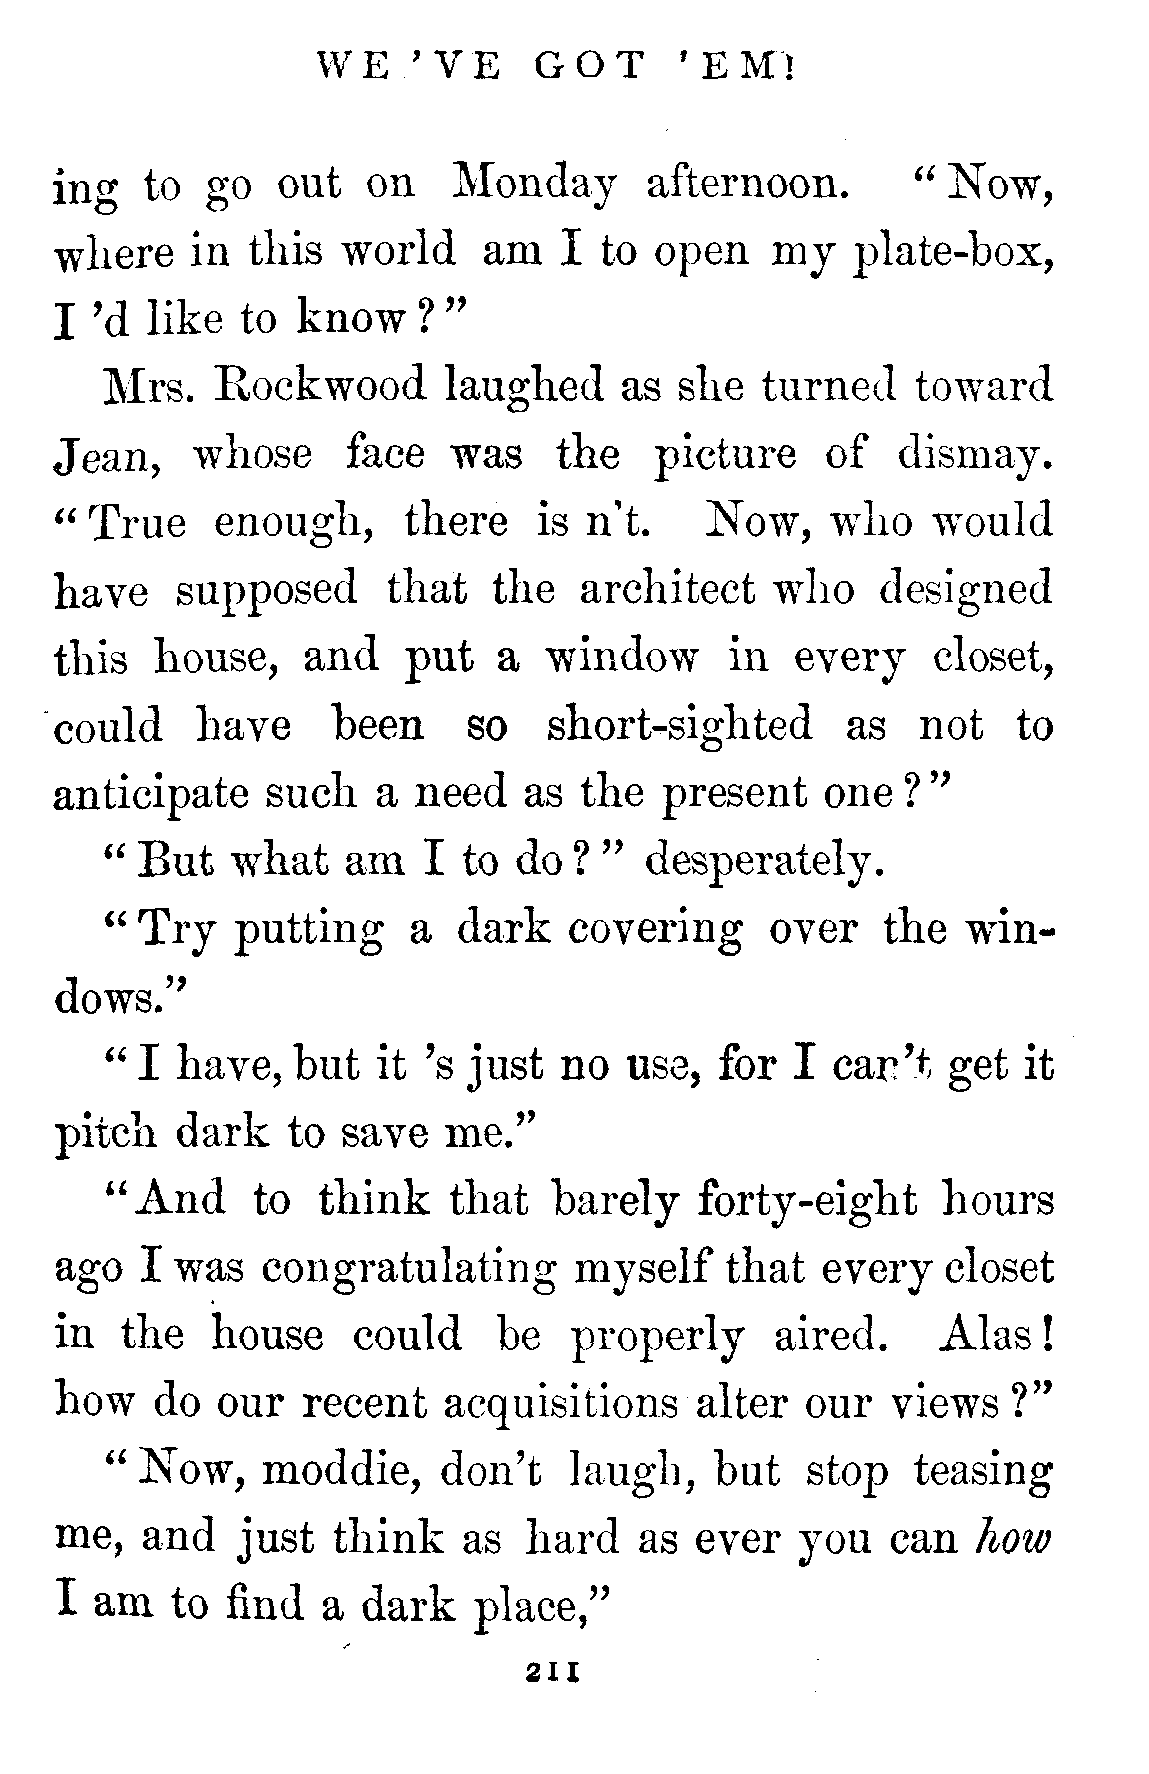 WE 'VE GOT 'EM!
ing to go out on Monday afternoon. "Now,
where in this world am I to open my plate-box,
I 'd like to know?"
Mrs. Rockwood laughed as she turned toward
Jean, whose face was the picture of dismay.
"True enough, there is n't. Now, who would
have supposed that the architect who designed
this house, and put a window in every closet,
could have been so short-sighted as not to
anticipate such a need as the present one?"
"But what am I to do?" desperately.
"Try putting a dark covering over the win-
dows."
"I have, but it 's just no use, for I can't get it
pitch dark to save me."
"And to think that barely forty-eight hours
ago I was congratulating myself that every closet
in the house could be properly aired. Alas!
how do our recent acquisitions alter our views?"
"Now, moddie, don't laugh, but stop teasing
me, and just think as hard as ever you can how
I am to find a dark place,"
211